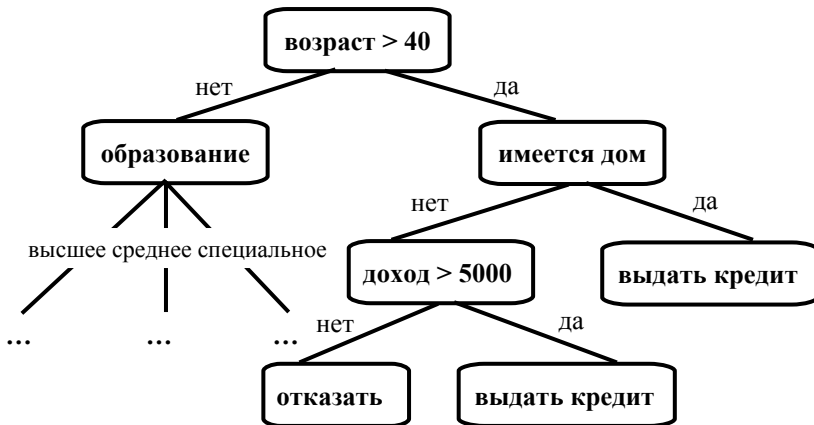 возраст > 40
нет
да
образование
имеется дом
нет
да
высшее среднее специальное
доход > 5000
выдать кредит
нет
да
...
...
...
отказать
выдать кредит